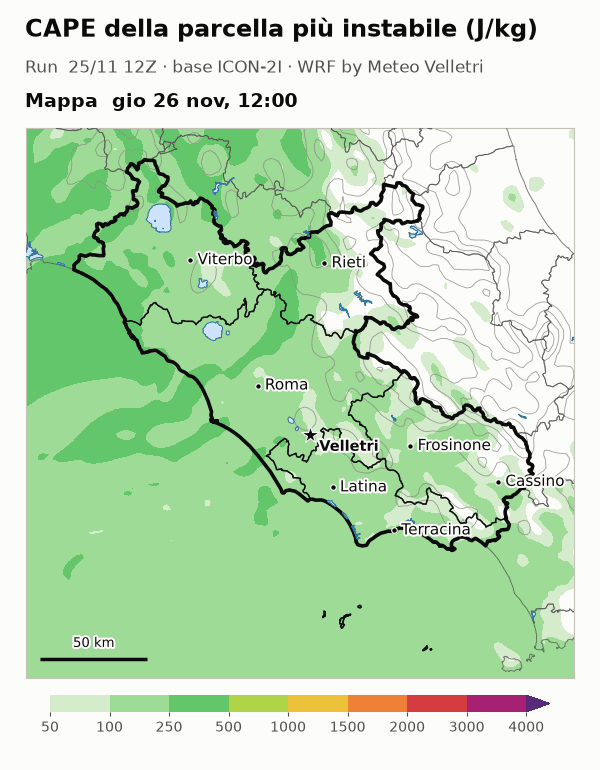 CAPE della parcella più instabile (J/kg)
Run  25/11 12Z · base ICON-2I · WRF by Meteo Velletri
Mappa  gio 26 nov, 12:00
Viterbo
Rieti
Roma
Velletri
Frosinone
Cassino
Latina
Terracina
50 km
50 100 250 500 1000 1500 2000 3000 4000